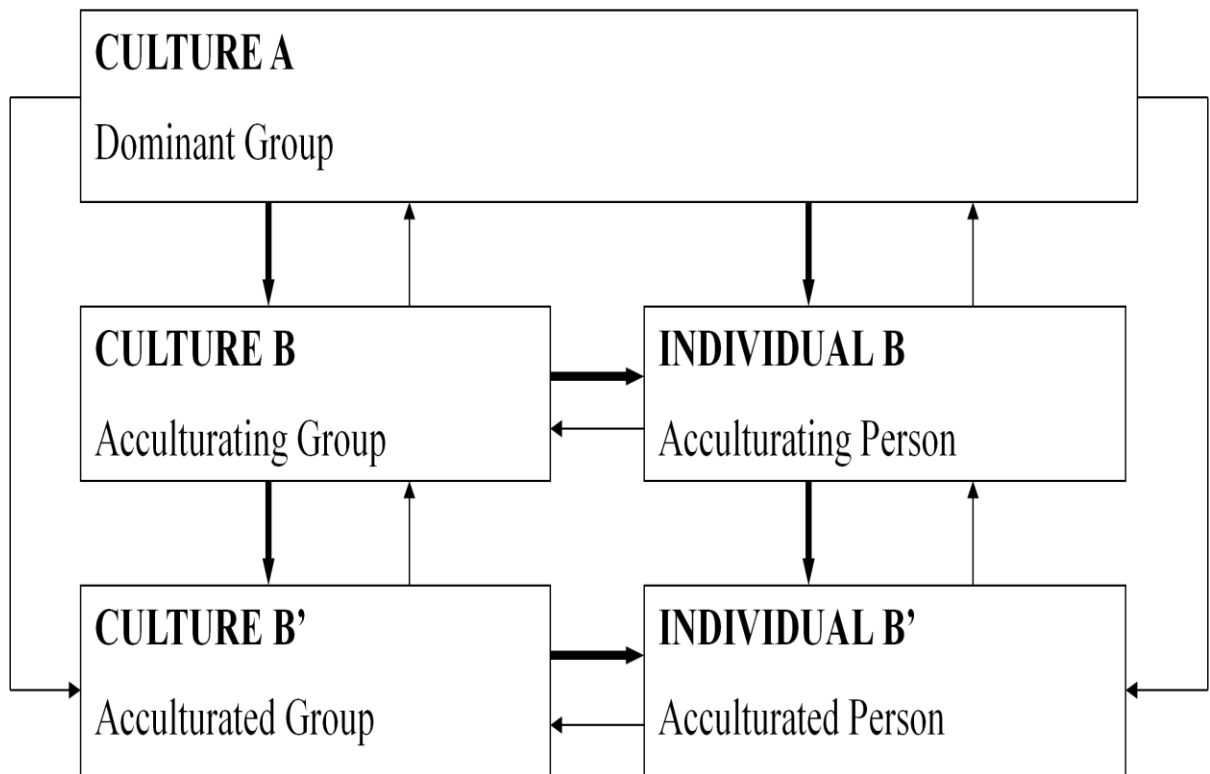 CULTURE A
Dominant Group
CULTURE B
Acculturating Group
INDIVIDUAL B
Acculturating Person
CULTURE B’
Acculturated Group
INDIVIDUAL B’
Acculturated Person